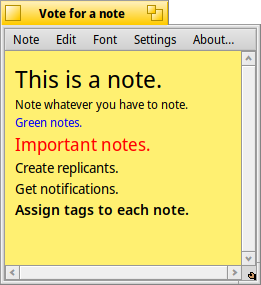 Vote for a note
Note Edit Font Settings About...
This is a note.
Note whatever you have to note.
Green notes.
Important notes.
Create replicants.
Get notifications.
Assign tags to each note.